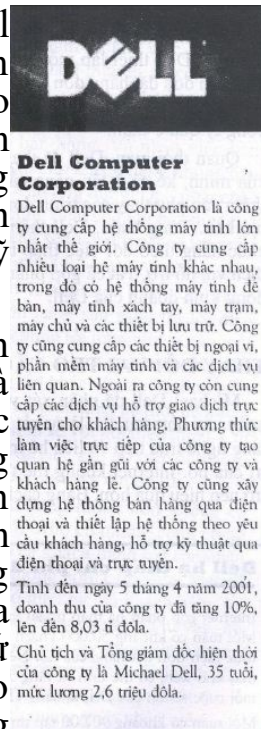 DELL
Dell Computer
Corporation
Dell Computer Corporation là công
ty cung cấp hệ thống máy tính lớn
nhất thế giới. Công ty cung cấp
nhiều loại hệ máy tính khác nhau,
trong đó có hệ thống máy tính để
bàn, máy tính xách tay, máy trạm,
máy chủ và các thiết bị lưu trữ. Công
ty cũng cung cấp các thiết bị ngoại vi,
phần mềm máy tính và các dịch vụ
liên quan. Ngoài ra công ty còn cung
cấp các dịch vụ hỗ trợ giao dịch trực
tuyến cho khách hàng. Phương thức
làm việc trực tiếp của công ty tạo
quan hệ gần gũi với các công ty và
khách hàng lẻ. Công ty cũng xây
dựng hệ thống bán hàng qua điện
thoại và thiết lập hệ thống theo yêu
cầu khách hàng, hỗ trợ kỹ thuật qua
điện thoại và trực tuyến.
Tính đến ngày 5 tháng 4 năm 2001,
doanh thu của công ty đã tăng 10%,
lên đến 8,03 tỉ đôla.
Chủ tịch và Tổng giám đốc hiện thời
của công ty là Michael Dell, 35 tuổi,
mức lương 2,6 triệu đôla.